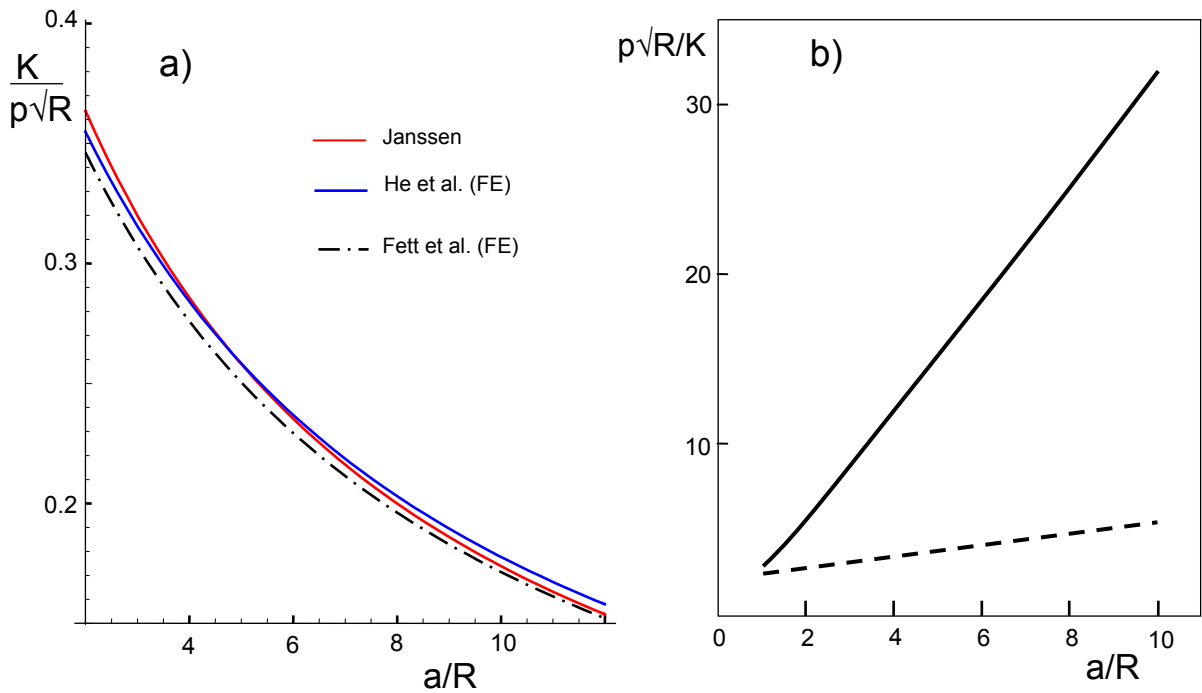 0.4
a)
K
p√R
Janssen
He et al. (FE)
Fett et al. (FE)
0.3
0.2
4
6
8
10
a/R
p√R/K
b)
30
20
10
0
2
4
6
8
10
a/R